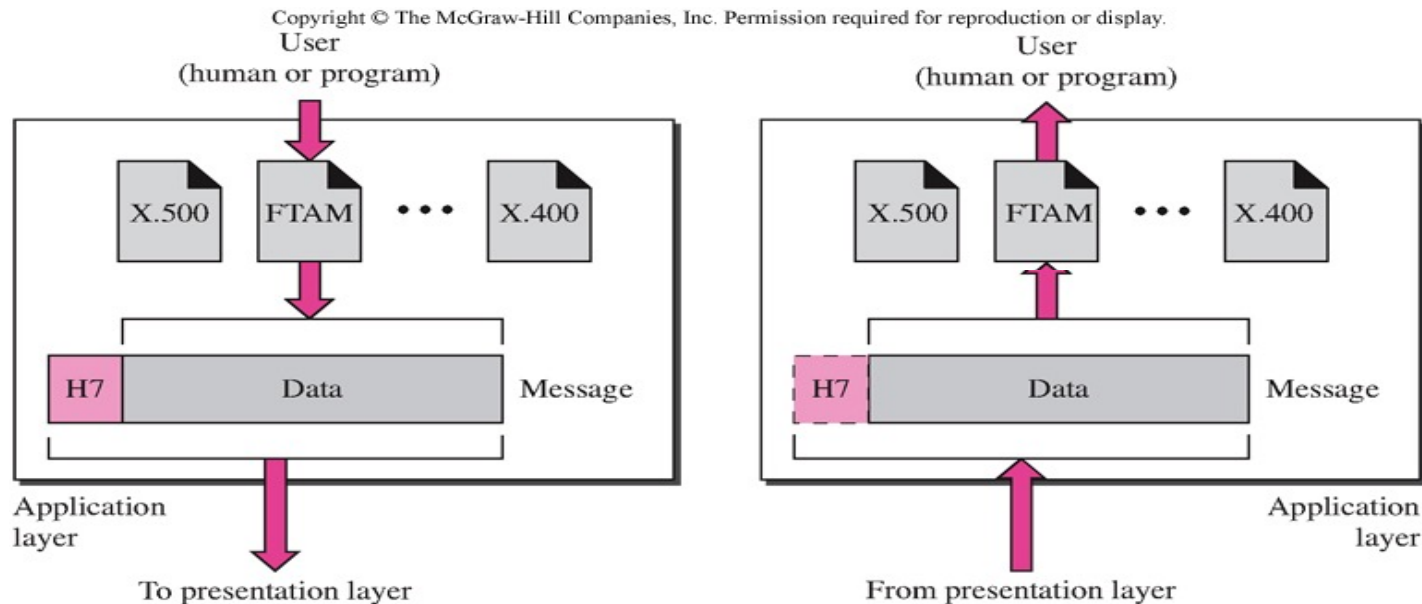 Copyright © The McGraw-Hill Companies, Inc. Permission required for reproduction or display.
User
(human or program)
X.500
FTAM
•••
X.400
H7
Data
Message
Application
layer
To presentation layer
User
(human or program)
X.500
FTAM
•••
X.400
H7
Data
Message
Application
layer
From presentation layer